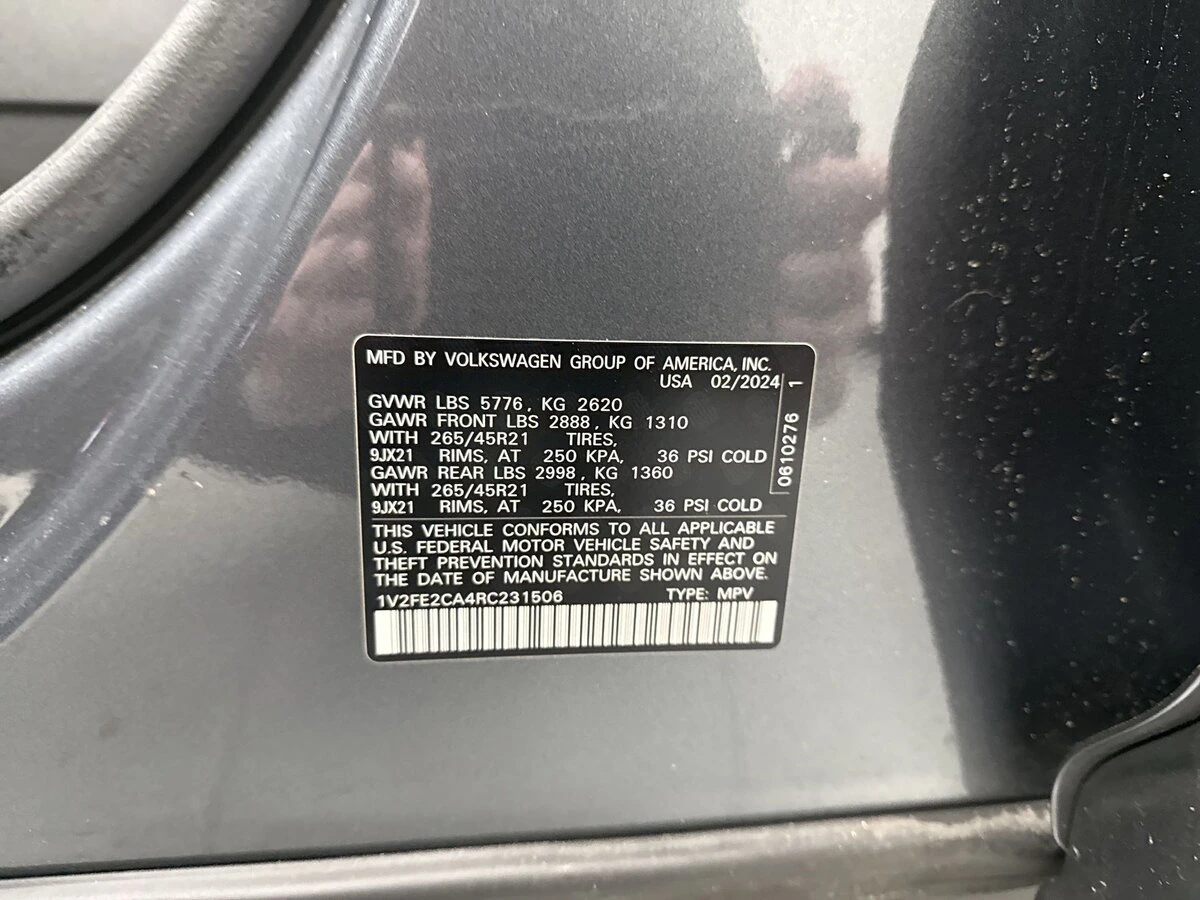 MFD BY VOLKSWAGEN GROUP OF AMERICA, INC.
USA 02/2024
GVWR LBS 5776, KG 2620
GAWR FRONT LBS 2888, KG 1310
WITH 265/45R21 TIRES,
9JX21 RIMS, AT 250 KPA, 36 PSI COLD
GAWR REAR LBS 2998, KG 1360
WITH 265/45R21 TIRES,
9JX21 RIMS, AT 250 KPA, 36 PSI COLD
0610276 1
THIS VEHICLE CONFORMS TO ALL APPLICABLE
U.S. FEDERAL MOTOR VEHICLE SAFETY AND
THEFT PREVENTION STANDARDS IN EFFECT ON
THE DATE OF MANUFACTURE SHOWN ABOVE.
1V2FE2CA4RC231506 TYPE: MPV